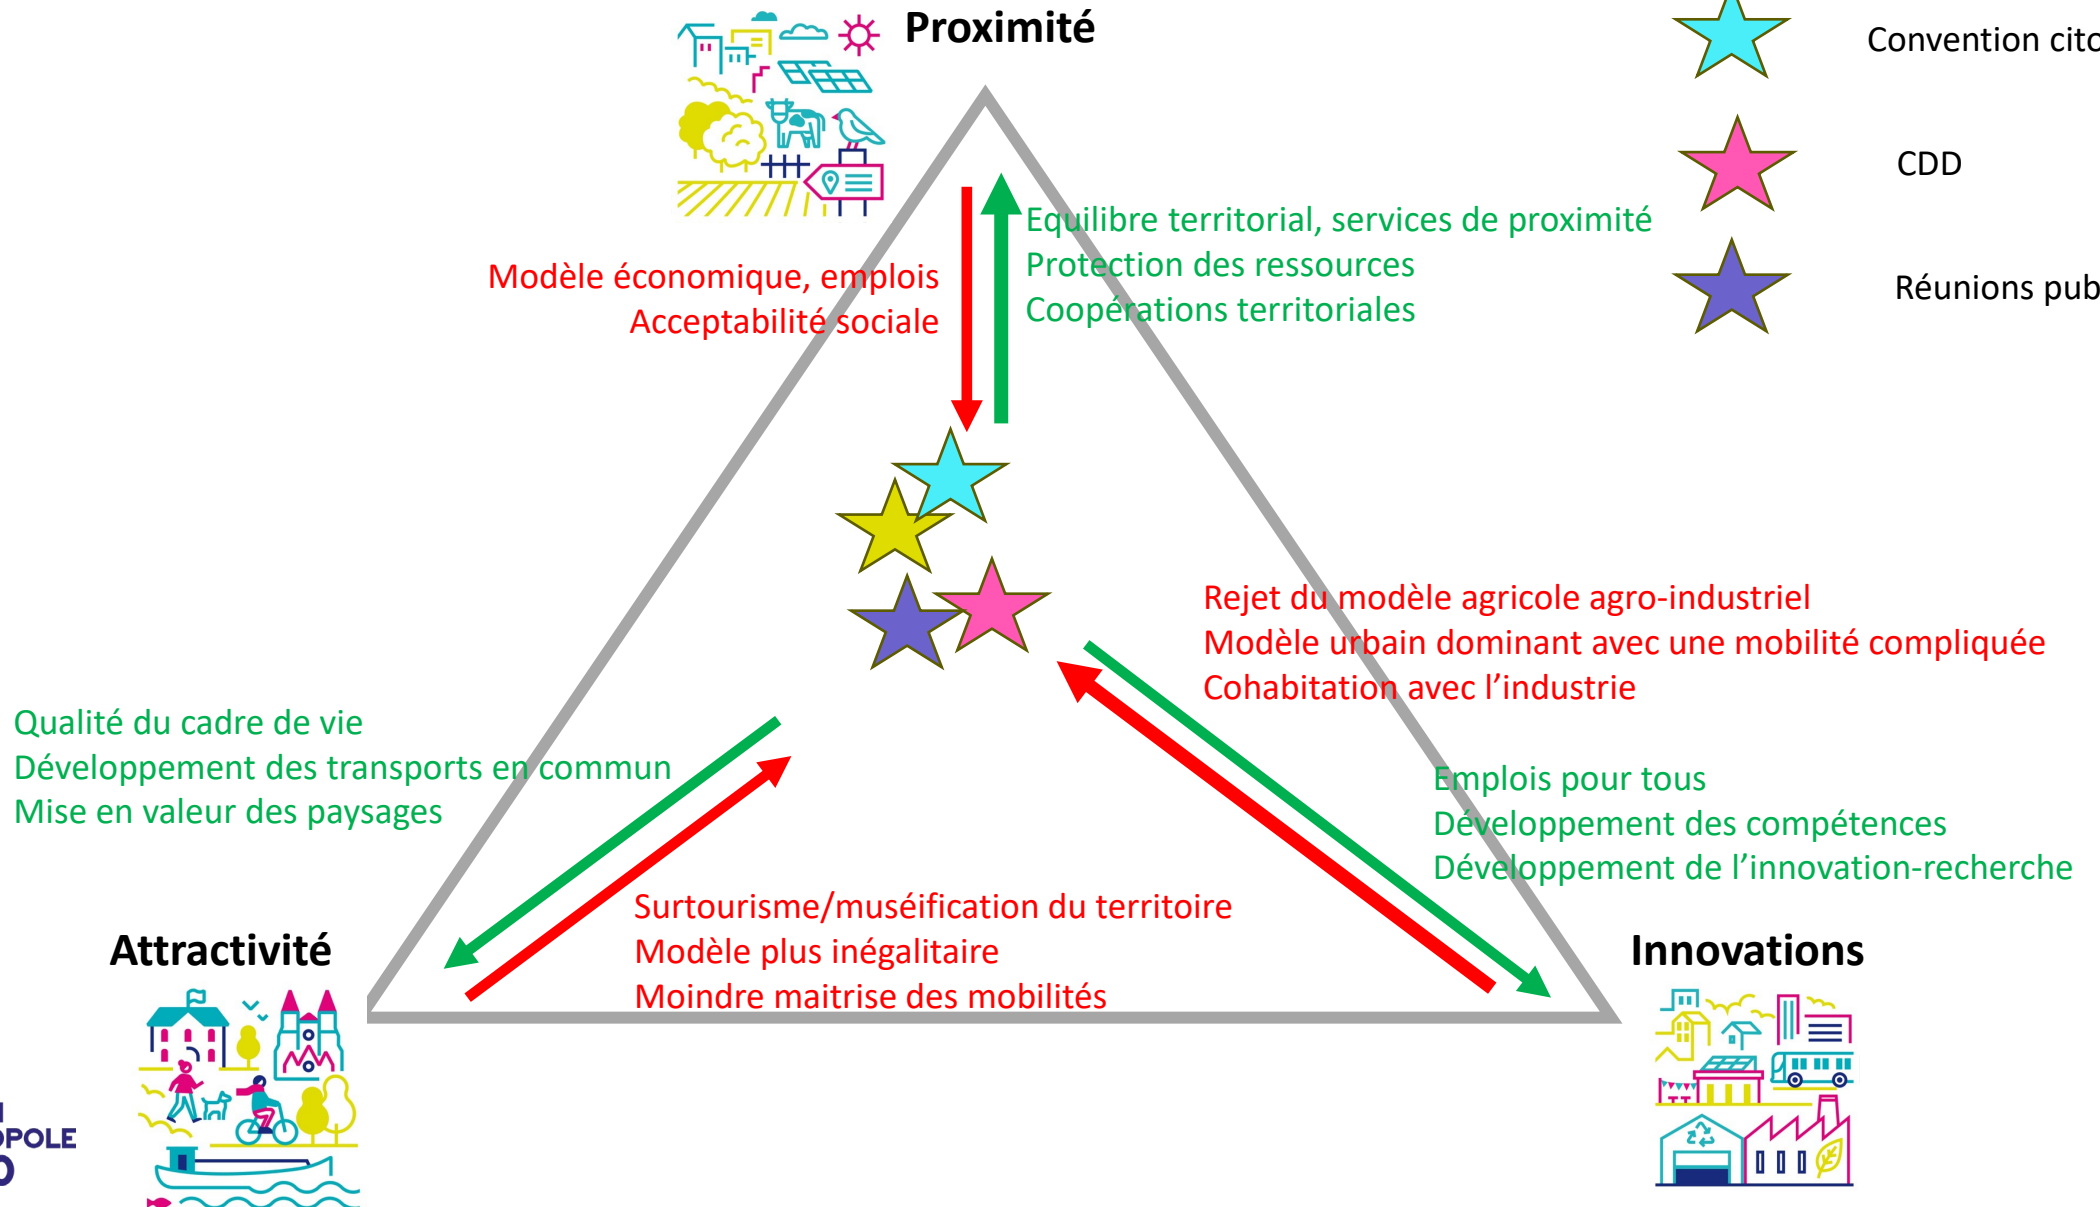 Proximité
Convention
CDD
Réunions
Equilibre territorial, services de proximité
Protection des ressources
Coopérations territoriales
Modèle économique, emplois
Acceptabilité sociale
Rejet du modèle agricole agro-industriel
Modèle urbain dominant avec une mobilité compliquée
Cohabitation avec l’industrie
Qualité du cadre de vie
Développement des transports en commun
Mise en valeur des paysages
Emplois pour tous
Développement des compétences
Développement de l’innovation-recherche
Surtourisme/muséification du territoire
Modèle plus inégalitaire
Moindre maitrise des mobilités
Attractivité
Innovations